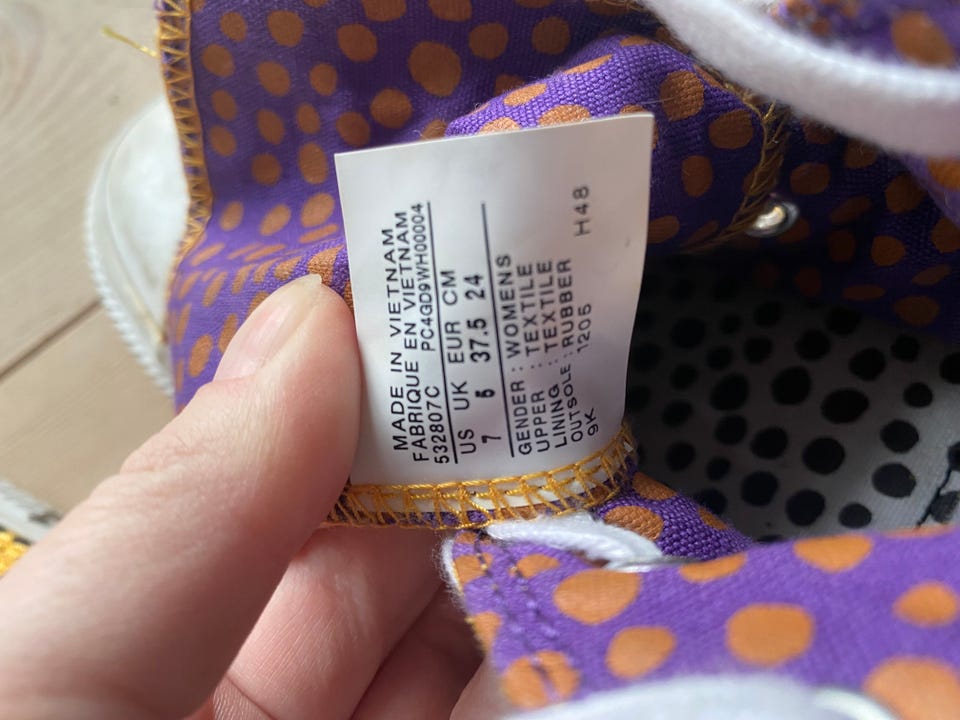 MADE IN VIETNAM
FABRIQUE EN VIETNAM
532807C PC4GD9WH00004
US UK EUR CM
7 5 37.5 24
GENDER : WOMENS
UPPER : TEXTILE
LINING : TEXTILE
OUTSOLE : RUBBER
9K 1205 H48